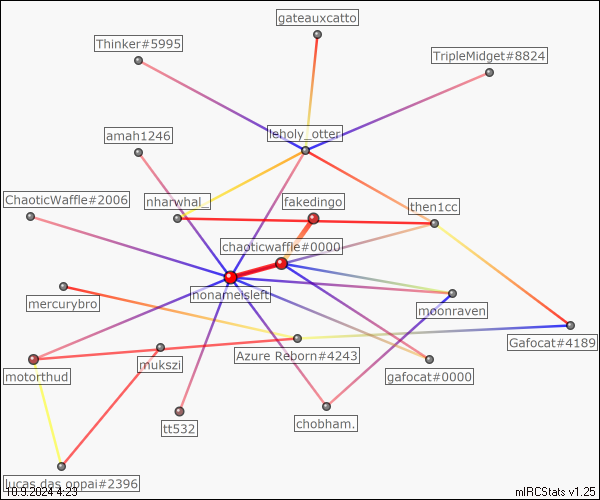 gateauxcatto
Thinker#5995
TripleMidget#8824
amah1246
leholy_otter
ChaoticWaffle#2006
nharwhal_
fakedingo
then1cc
chaoticwaffle#0000
nonameisleft
mercurybro
moonraven
Azure Reborn#4243
Gafocat#4189
motorthud
mukszi
gafocat#0000
tt532
chobham.
lucas das oppai#2396
10.9.2024 4:23
mIRCStats v1.25